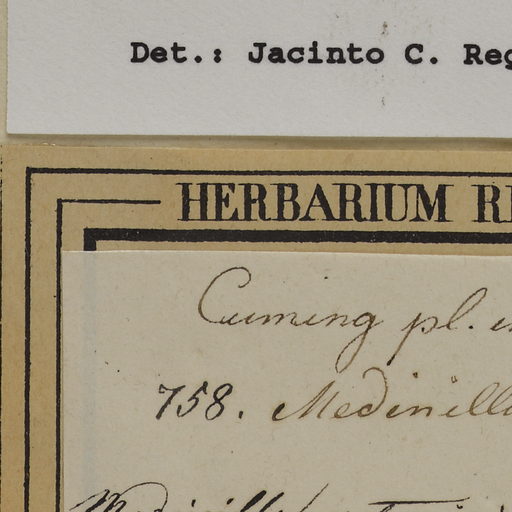 Det.: Jacinto C. Reg
HERBARIUM R
Cuming pl.
758. Medinilla